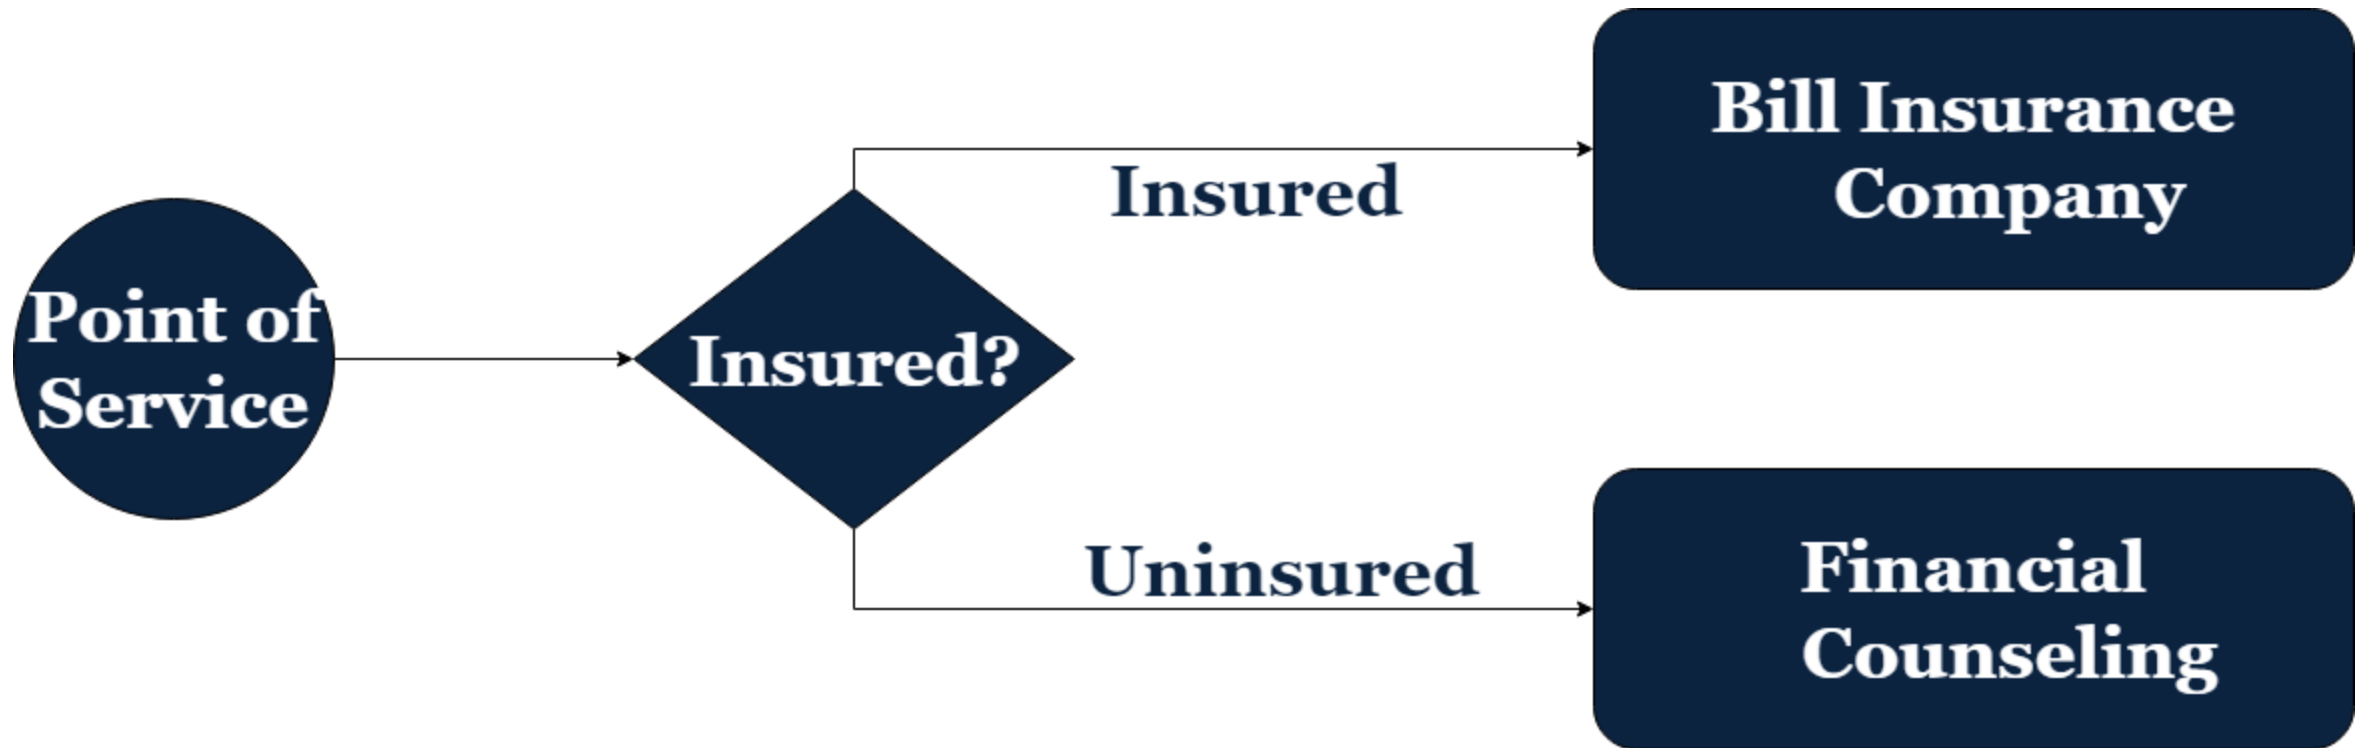 Point of
Service
Insured?
Insured
Bill Insurance
Company
Uninsured
Financial
Counseling